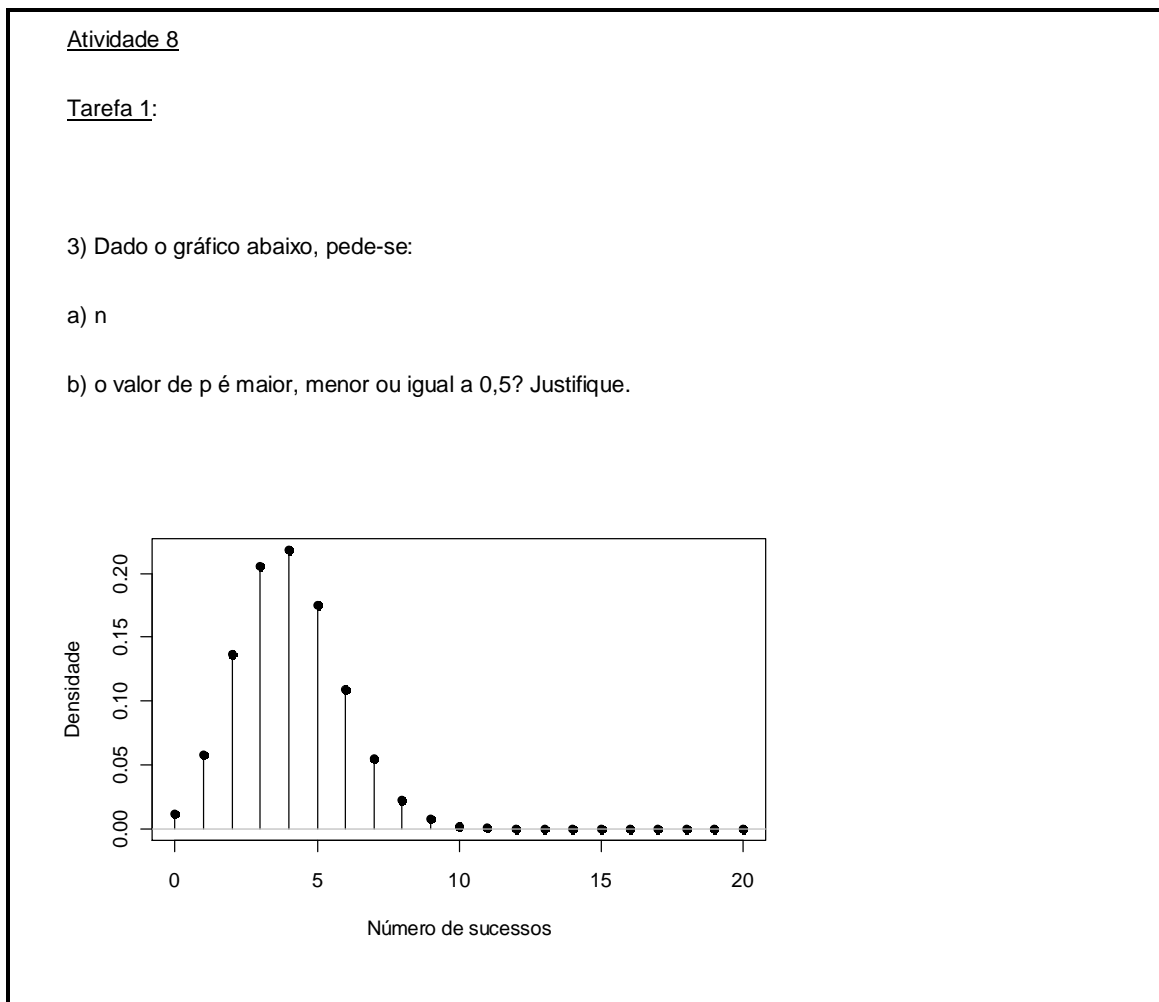 Atividade 8
Tarefa 1:
3) Dado o gráfico abaixo, pede-se:
a) n
b) o valor de p é maior, menor ou igual a 0,5? Justifique.
Densidade
0.20
0.15
0.10
0.05
0.00
0 5 10 15 20
Número de sucessos